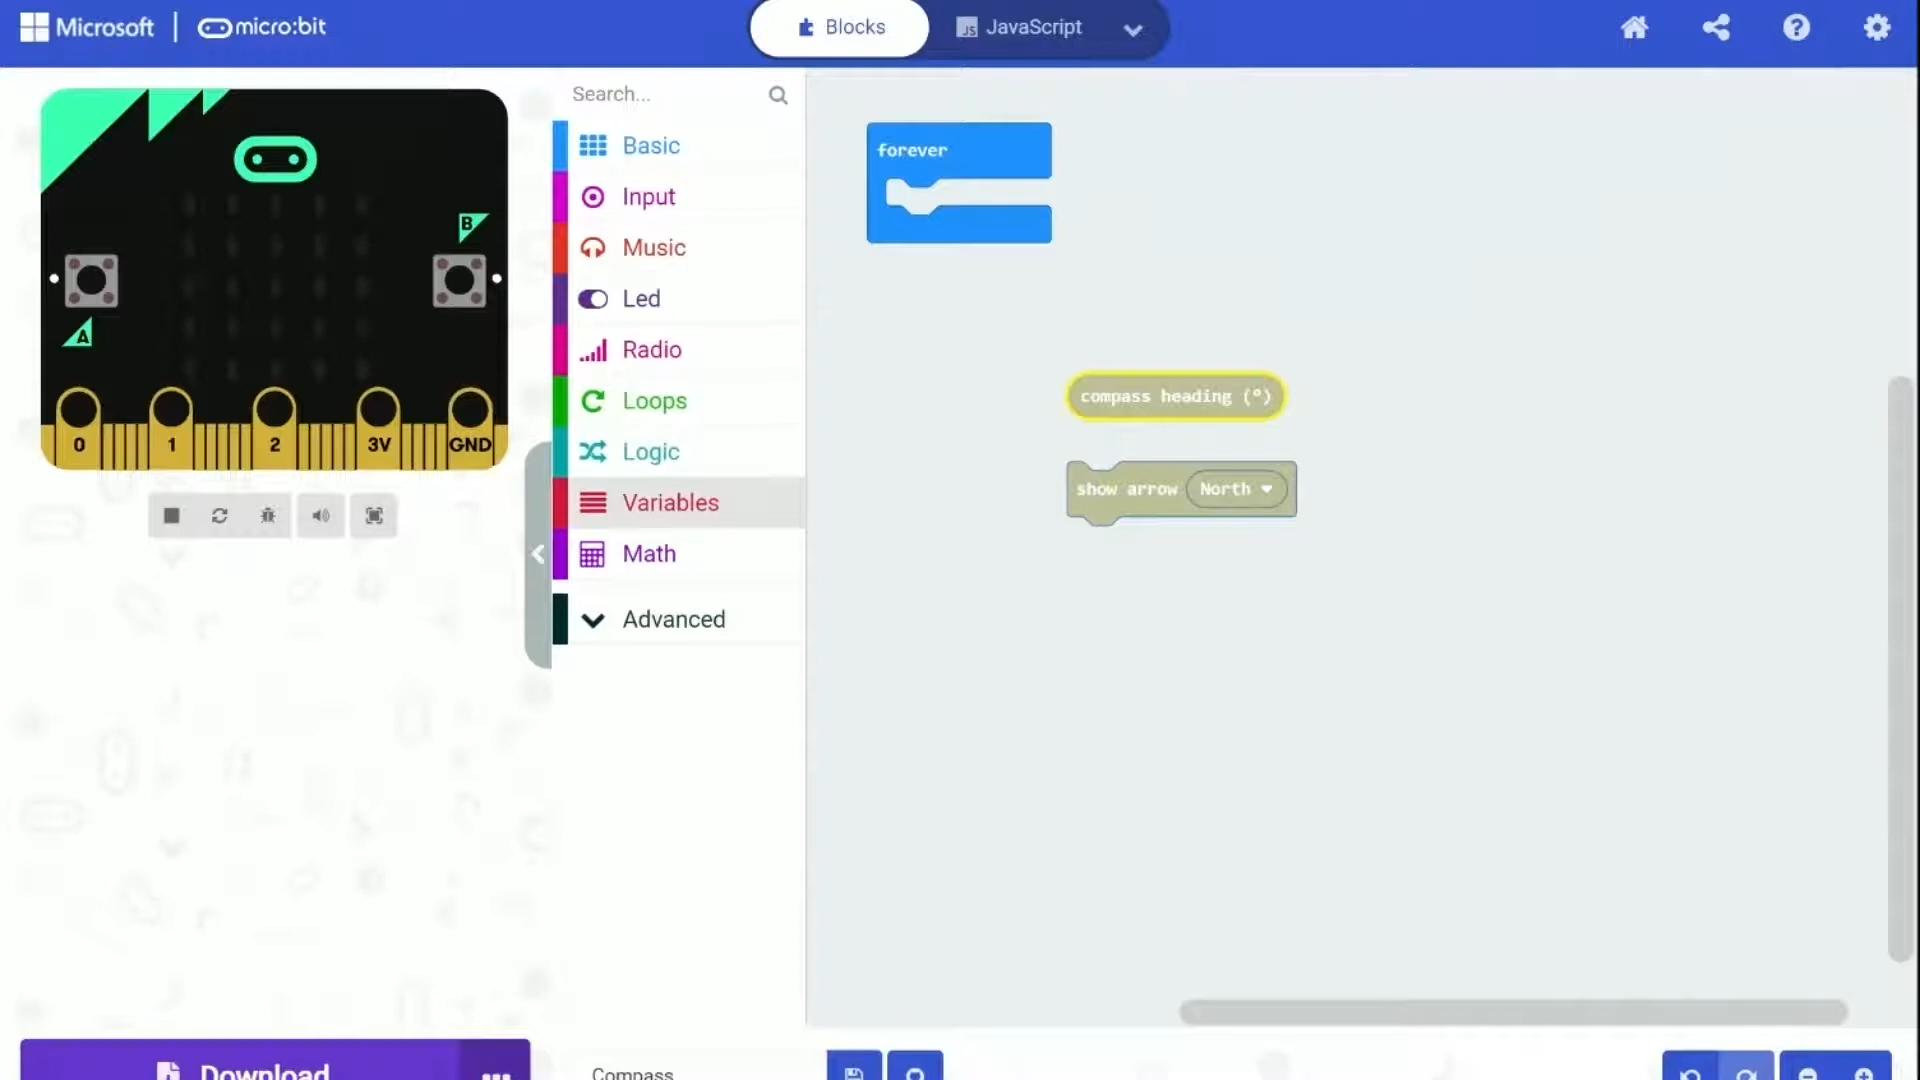 Microsoft | micro:bit
Blocks
JS JavaScript
Search...
Basic
Input
Music
Led
Radio
Loops
Logic
Variables
Math
Advanced
forever
compass heading (°)
show arrow North
B
A
0 1 2 3V GND
Download
Compass